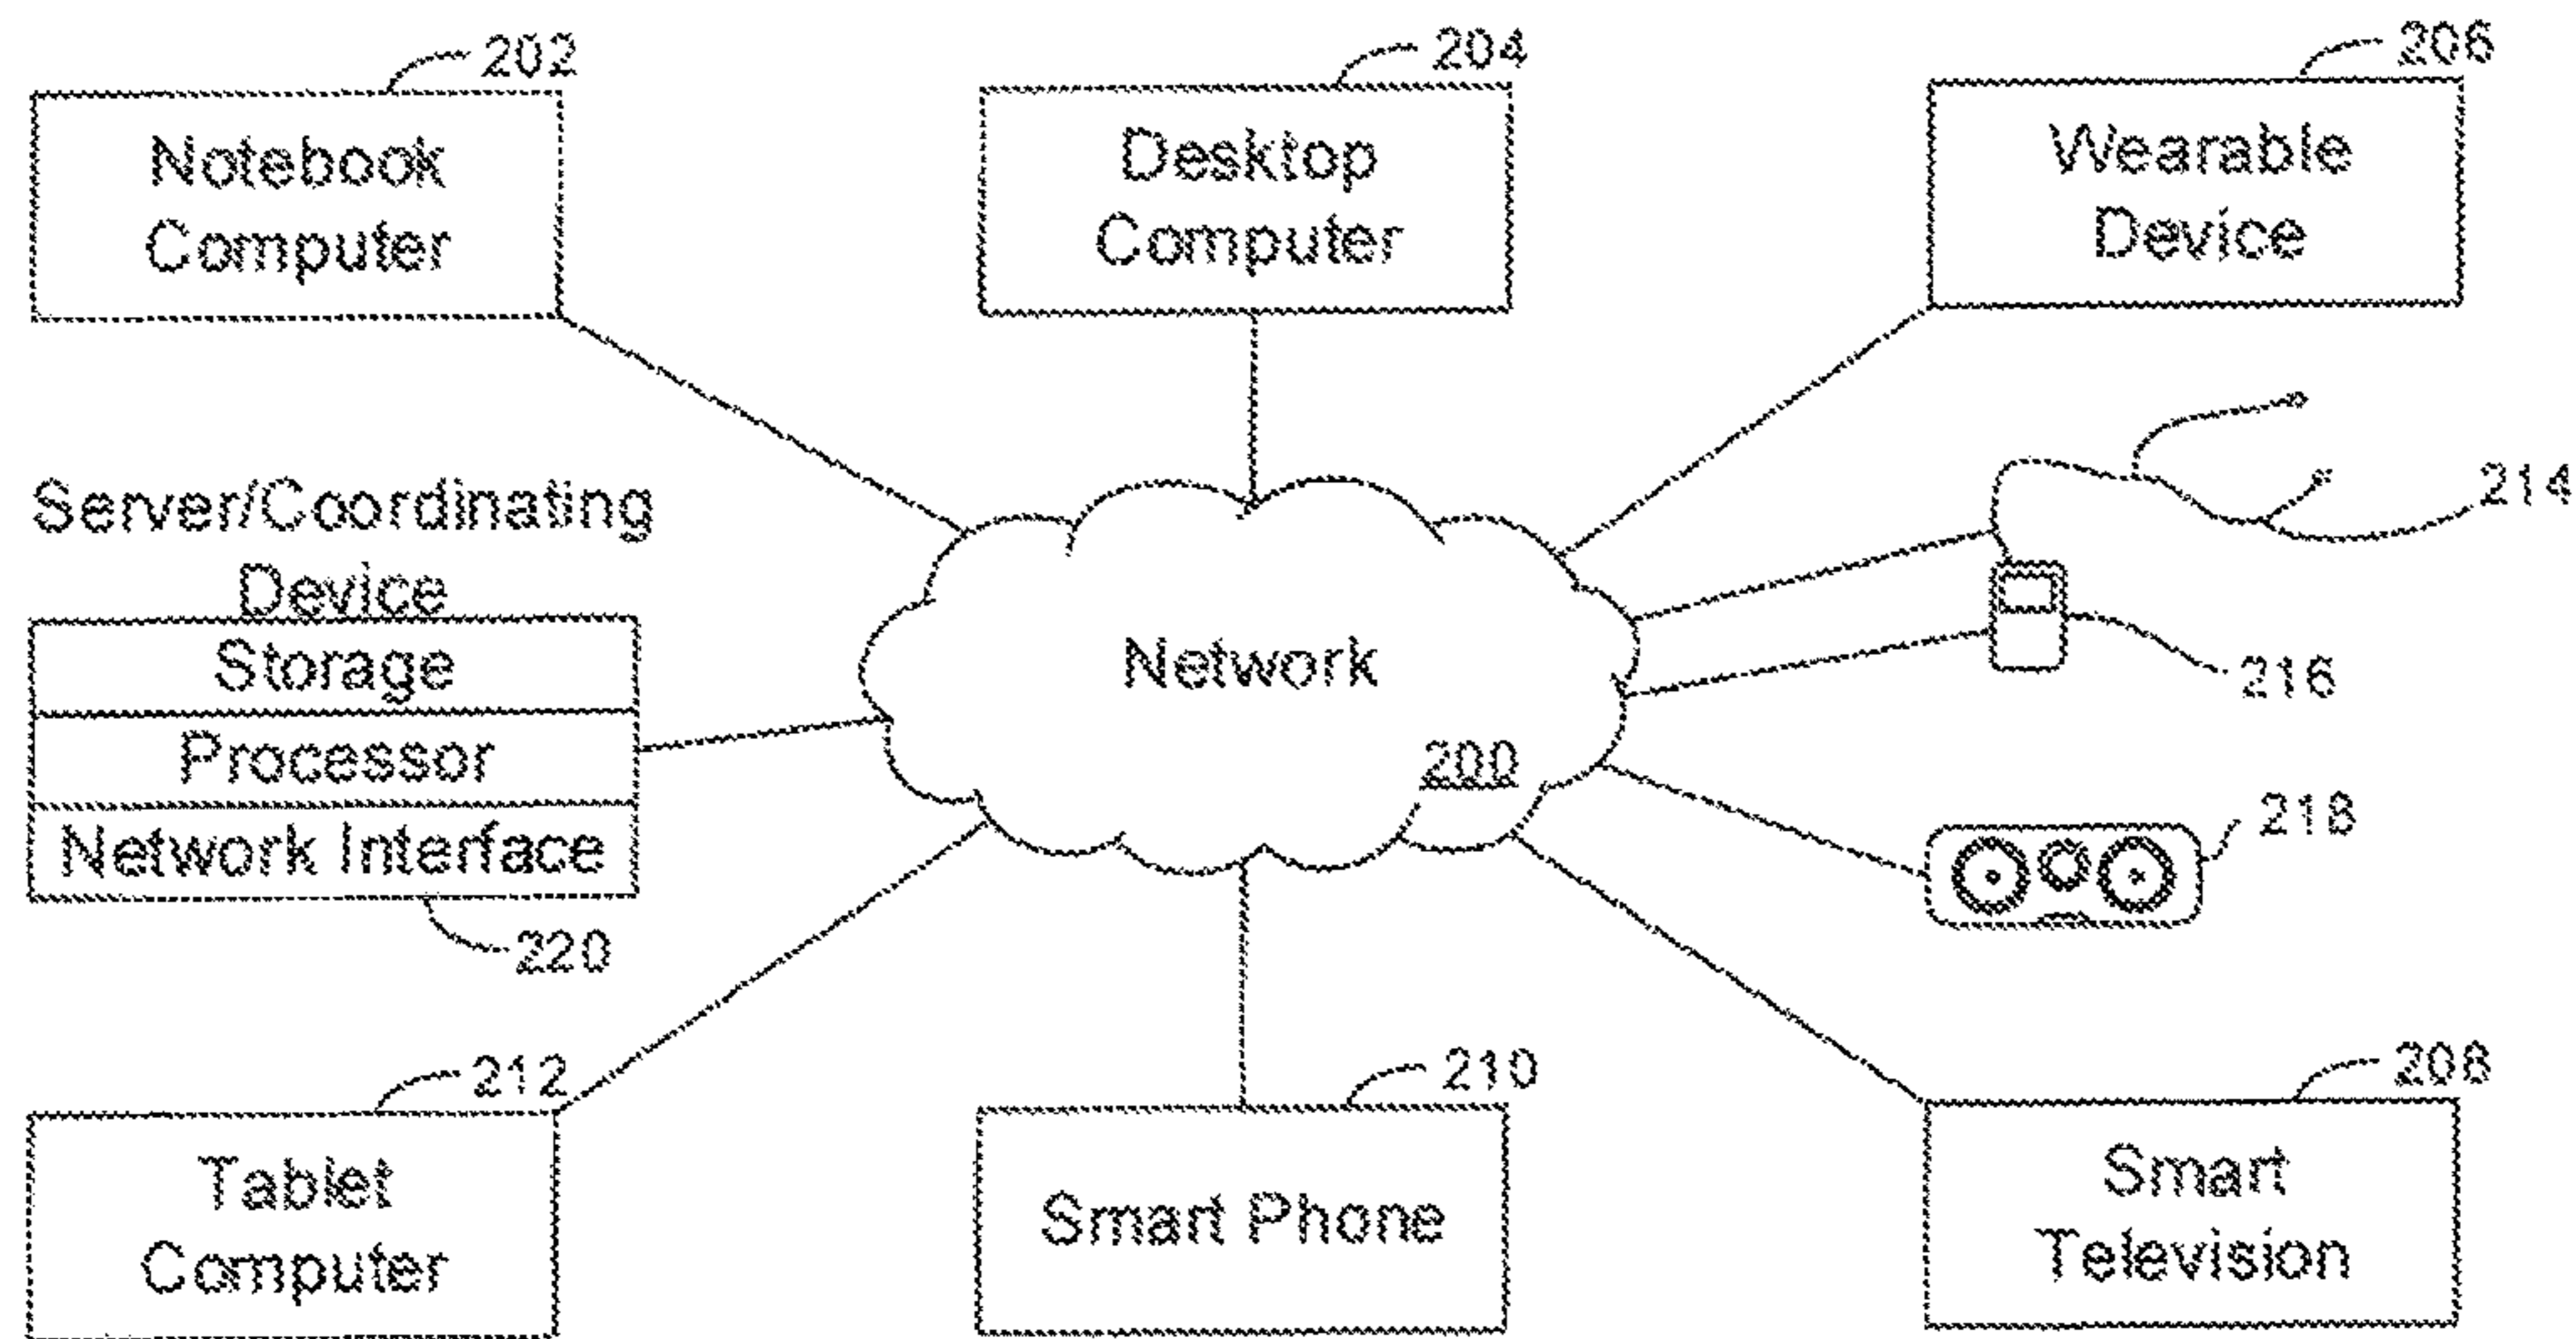 202
204
206
Notebook
Computer
Desktop
Computer
Wearable
Device
Server/Coordinating
Device
Storage
Processor
Network Interface
220
Network
200
214
216
218
212
210
208
Tablet
Computer
Smart Phone
Smart
Television